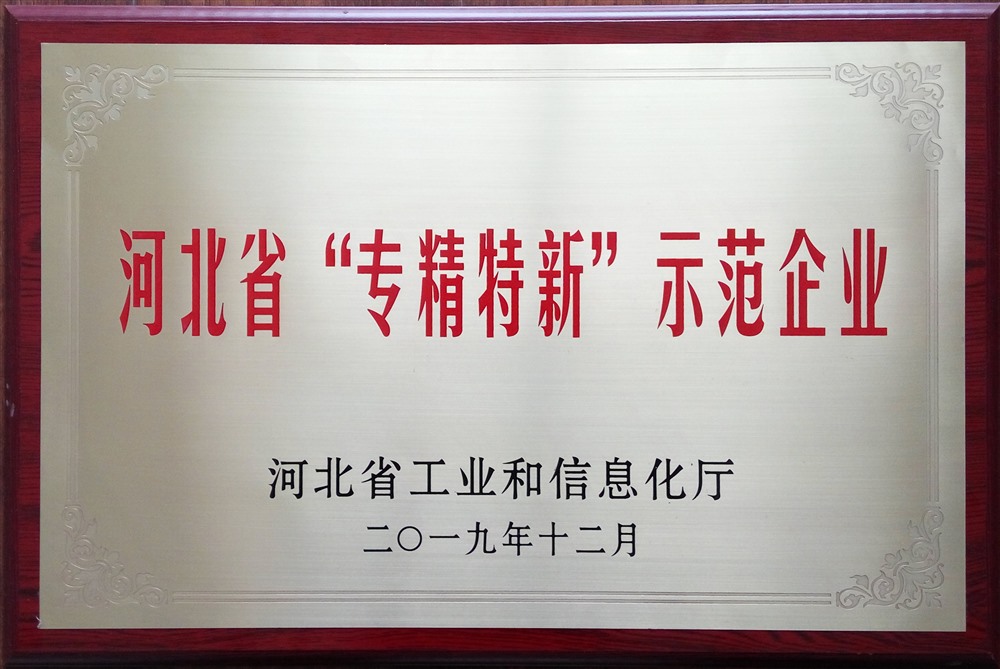 河北省“专精特新”示范企业
河北省工业和信息化厅
二〇一九年十二月